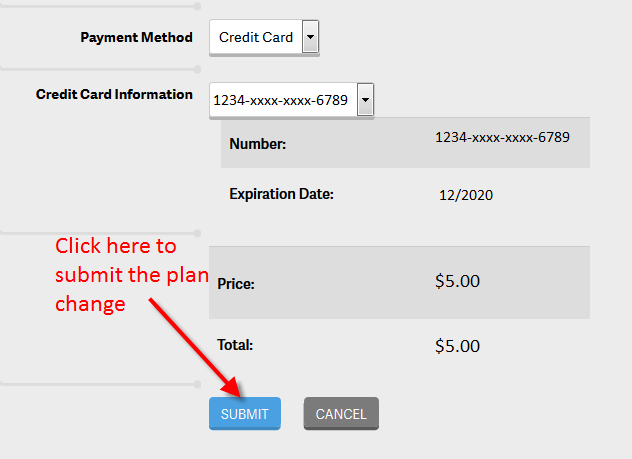 Payment Method Credit Card
Credit Card Information 1234-xxxx-xxxx-6789
Number: 1234-xxxx-xxxx-6789
Expiration Date: 12/2020
Click here to
submit the plan
change
Price: $5.00
Total: $5.00
SUBMIT CANCEL